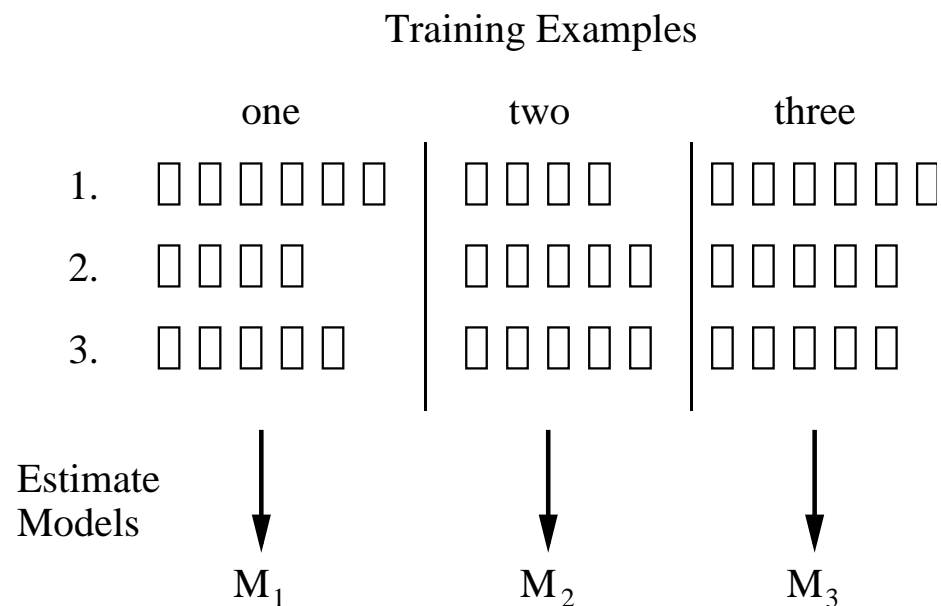 Training Examples
one two three
1.
2.
3.
Estimate
Models
M1 M2 M3